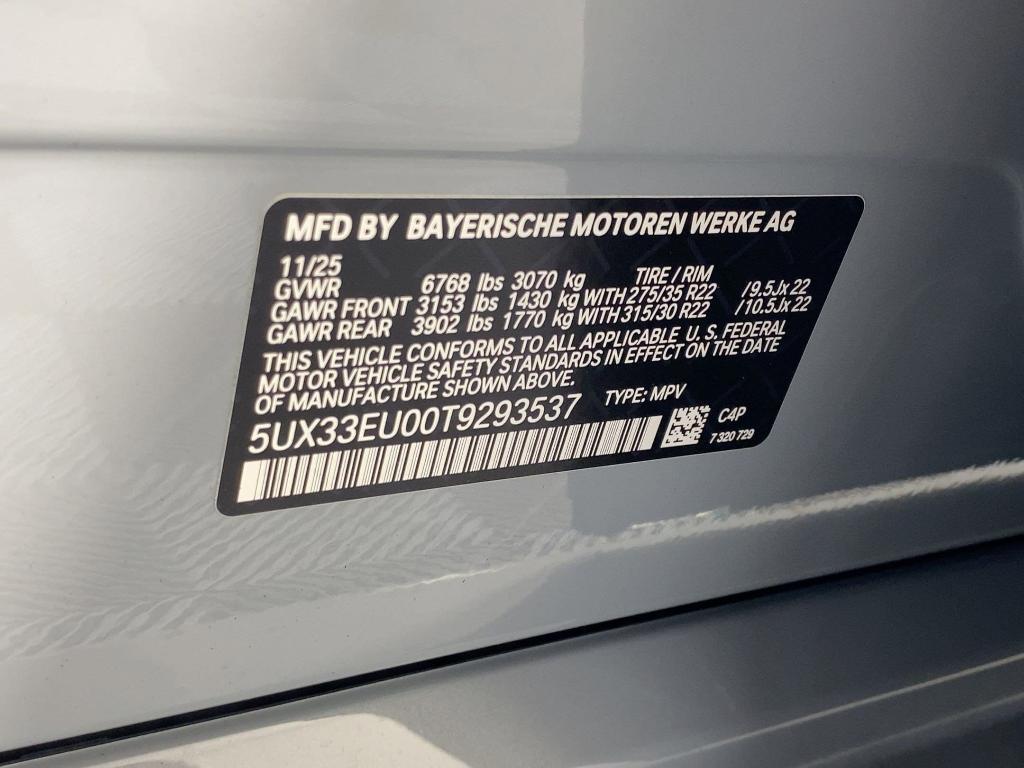 MFD BY BAYERISCHE MOTOREN WERKE AG
11/25
GVWR 6768 lbs 3070 kg TIRE / RIM
GAWR FRONT 3153 lbs 1430 kg WITH 275/35 R22 /9.5Jx22
GAWR REAR 3902 lbs 1770 kg WITH 315/30 R22 /10.5Jx22
THIS VEHICLE CONFORMS TO ALL APPLICABLE U. S. FEDERAL
MOTOR VEHICLE SAFETY STANDARDS IN EFFECT ON THE DATE
OF MANUFACTURE SHOWN ABOVE.
5UX33EU00T9293537 TYPE: MPV
C4P
7 320 729